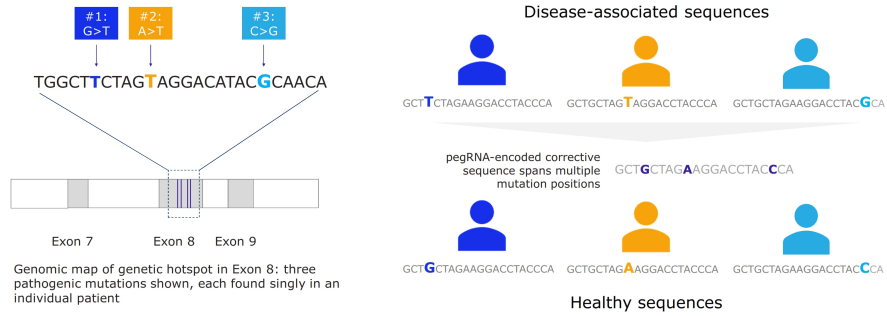 #1:
G>T
#2:
A>T
#3:
C>G
TGGCTTCTAGTAGGACATACGCAACA
Exon 7
Exon 8
Exon 9
Genomic map of genetic hotspot in Exon 8: three
pathogenic mutations shown, each found singly in an
individual patient
Disease-associated sequences
GCTTCTAGAAGGACCTACCCA
GCTGCTAGTAGGACCTACCCA
GCTGCTAGAAGGACCTACGCA
pegRNA-encoded corrective
sequence spans multiple
mutation positions
GCTGCTAGAAGGACCTACCCA
GCTGCTAGAAGGACCTACCCA
GCTGCTAGAAGGACCTACCCA
GCTGCTAGAAGGACCTACCCA
Healthy sequences